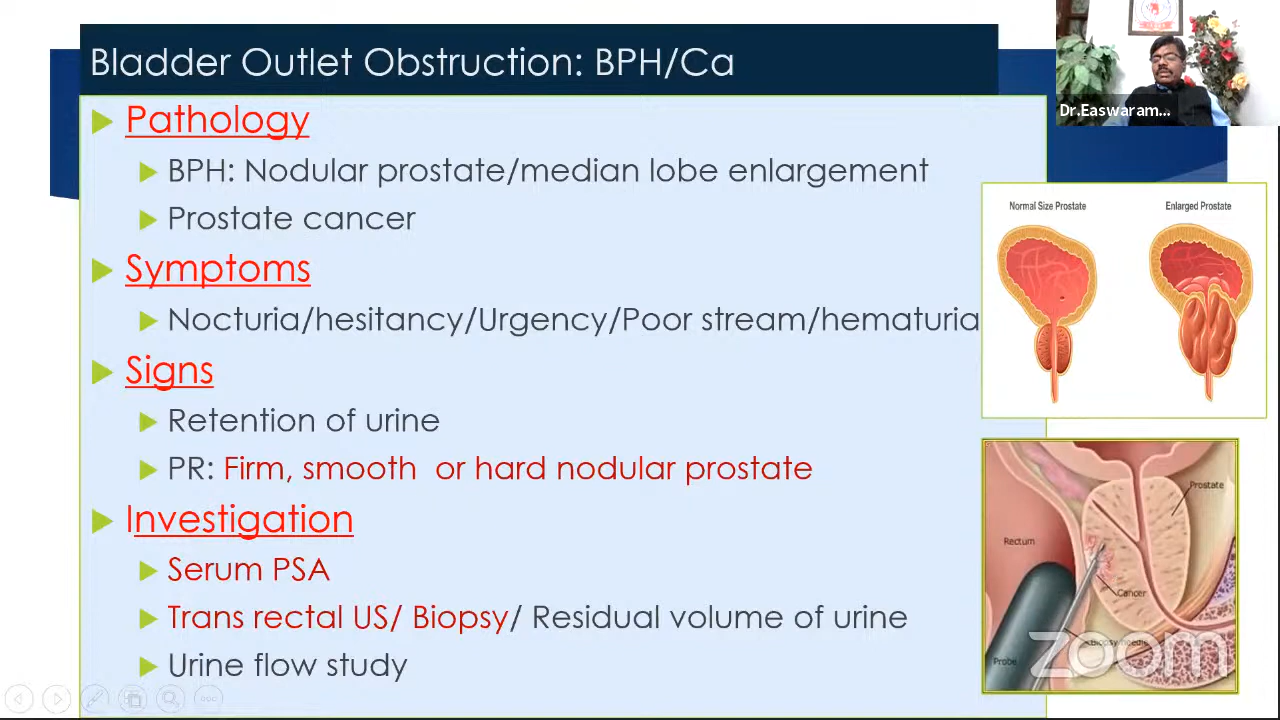 Bladder Outlet Obstruction: BPH/Ca
Dr.Easwaram...
Pathology
BPH: Nodular prostate/median lobe enlargement
Prostate cancer
Symptoms
Nocturia/hesitancy/Urgency/Poor stream/hematuria
Signs
Retention of urine
PR: Firm, smooth or hard nodular prostate
Investigation
Serum PSA
Trans rectal US/ Biopsy/ Residual volume of urine
Urine flow study
Normal Size Prostate
Enlarged Prostate
Prostate
Rectum
Cancer
Biopsy needle
Probe
zoom